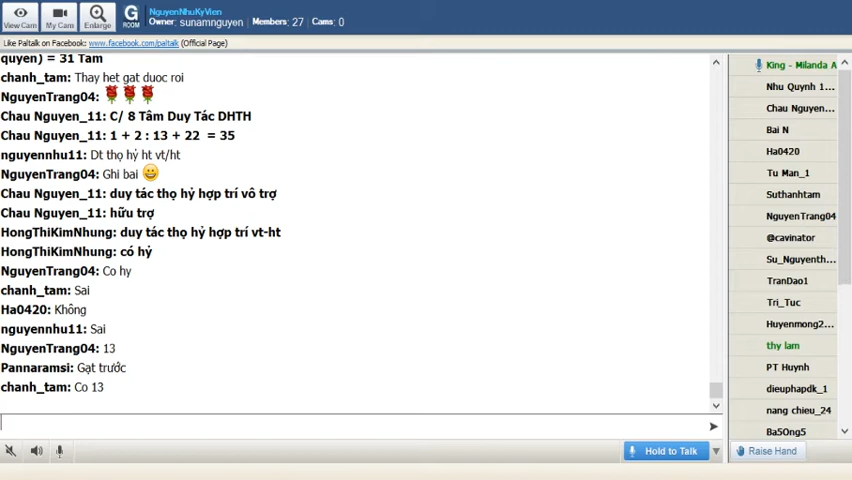 View Cam
My Cam
Enlarge
G
ROOM
NguyenNhuKyVien
Owner: sunamnguyen Members: 27 Cams: 0
Like Paltalk on Facebook: www.facebook.com/paltalk (Official Page)
quyen) = 31 Tam
chanh_tam: Thay het gat duoc roi
NguyenTrang04:
Chau Nguyen_11: C/ 8 Tâm Duy Tác DHTH
Chau Nguyen_11: 1 + 2 : 13 + 22 = 35
nguyennhu11: Dt thọ hỷ ht vt/ht
NguyenTrang04: Ghi bai
Chau Nguyen_11: duy tác thọ hỷ hợp trí vô trợ
Chau Nguyen_11: hữu trợ
HongThiKimNhung: duy tác thọ hỷ hợp trí vt-ht
HongThiKimNhung: có hỷ
NguyenTrang04: Co hy
chanh_tam: Sai
Ha0420: Không
nguyennhu11: Sai
NguyenTrang04: 13
Pannaramsi: Gạt trước
chanh_tam: Co 13
King - Milanda A
Nhu Quynh 1...
Chau Nguyen...
Bai N
Ha0420
Tu Man_1
Suthanhtam
NguyenTrang04
@cavinator
Su_Nguyenth...
TranDao1
Tri_Tuc
Huyenmong2...
thy lam
PT Huynh
dieuphapdk_1
nang chieu_24
Ba5Ong5
Hold to Talk
Raise Hand